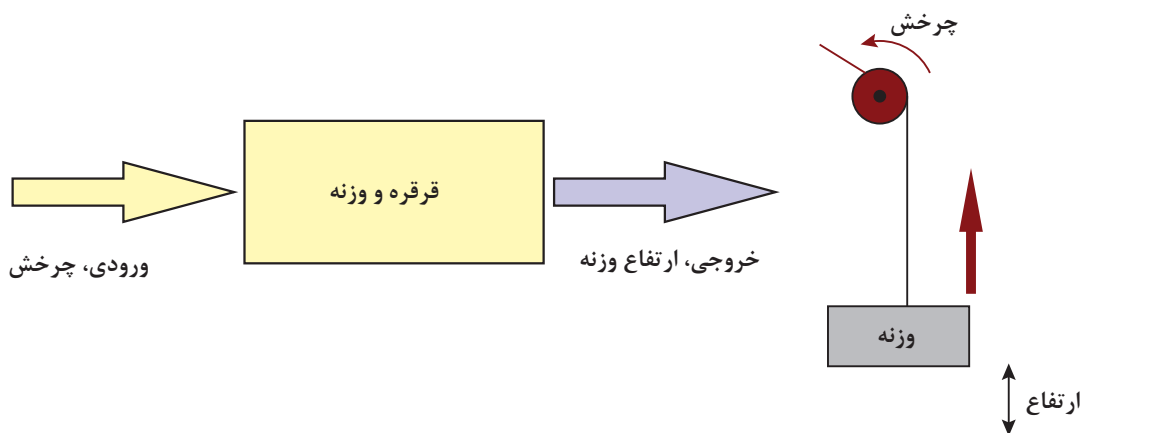 چرخش
قرقره و وزنه
ورودی، چرخش
خروجی، ارتفاع وزنه
وزنه
ارتفاع